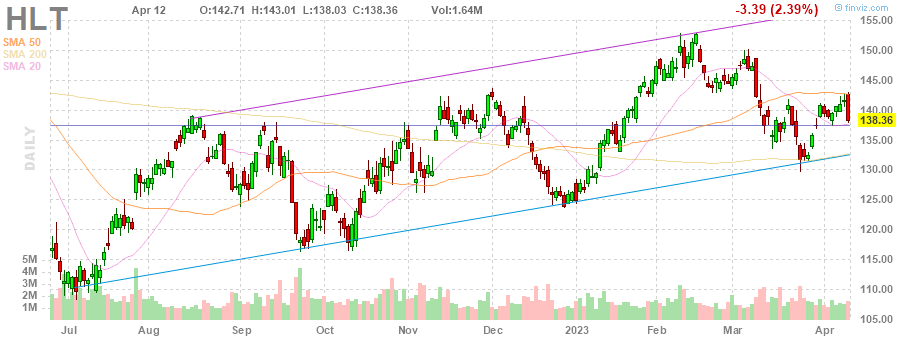 HLT Apr 12 O:142.71 H:143.01 L:138.03 C:138.36 Vol:1.64M -3.39 (2.39%) © finviz.com
SMA 50
SMA 200
SMA 20
DAILY
155.00
150.00
145.00
140.00
138.36
135.00
130.00
125.00
120.00
115.00
110.00
105.00
5M
4M
3M
2M
1M
Jul Aug Sep Oct Nov Dec 2023 Feb Mar Apr